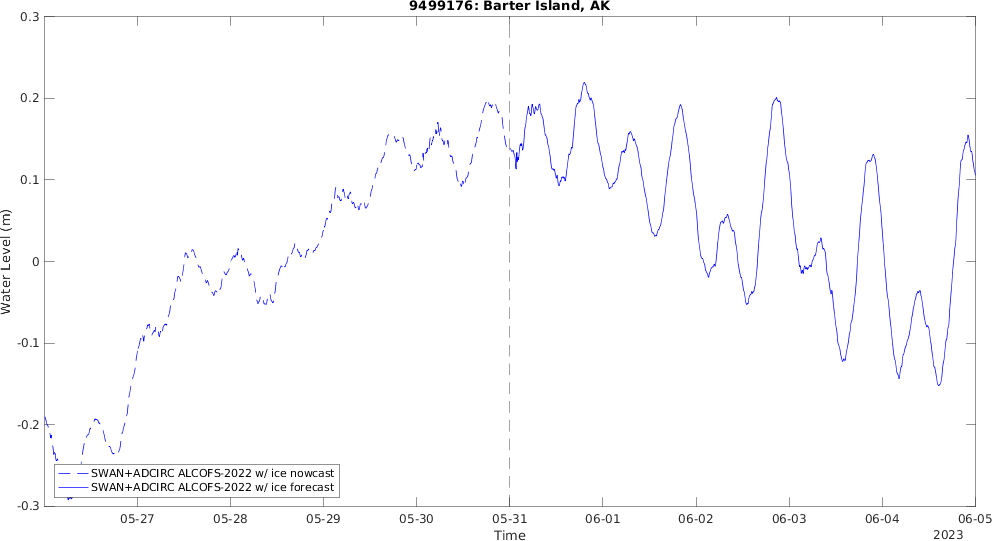 9499176: Barter Island, AK
0.3
0.2
0.1
0
-0.1
-0.2
-0.3
Water Level (m)
SWAN+ADCIRC ALCOFS-2022 w/ ice nowcast
SWAN+ADCIRC ALCOFS-2022 w/ ice forecast
05-27 05-28 05-29 05-30 05-31 06-01 06-02 06-03 06-04 06-05
Time
2023